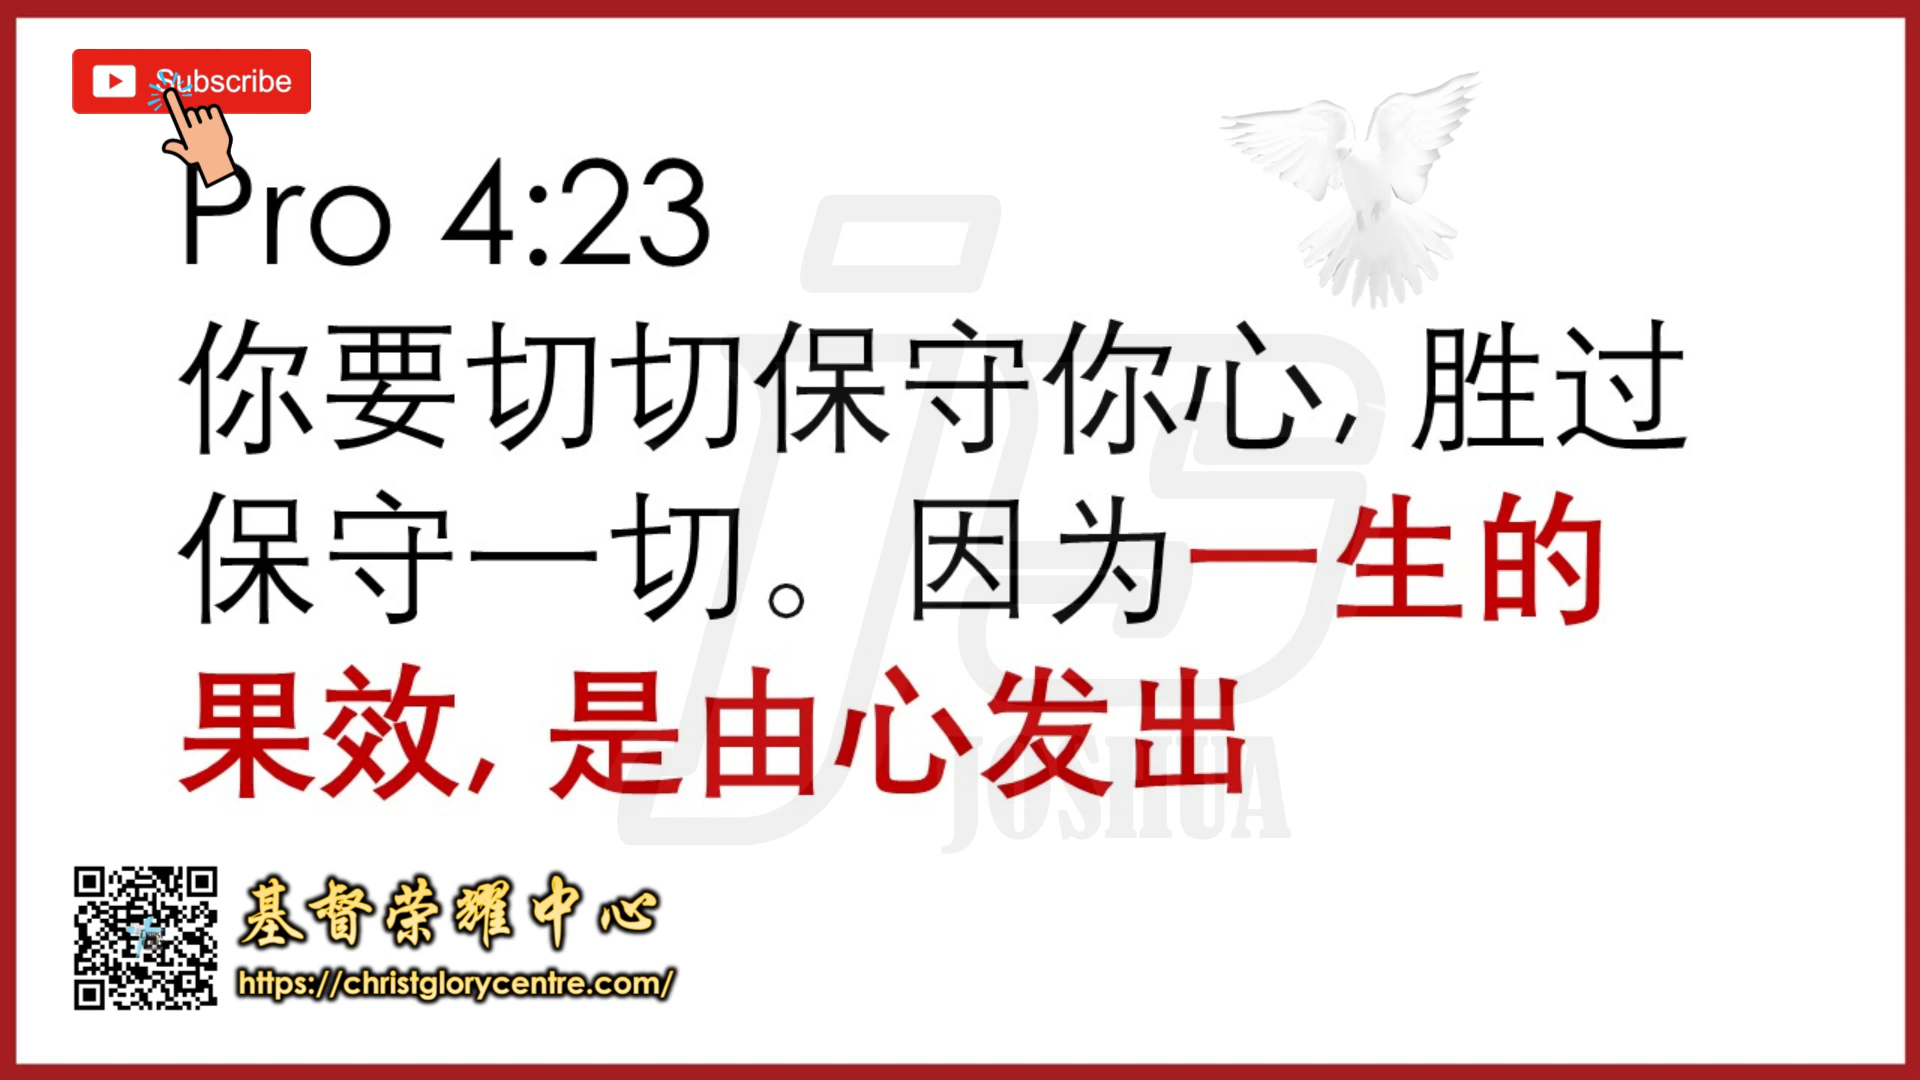 Subscribe
Pro 4:23
你要切切保守你心, 胜过
保守一切。因为一生的
果效, 是由心发出
js
JOSHUA
基督荣耀中心
https://christglorycentre.com/